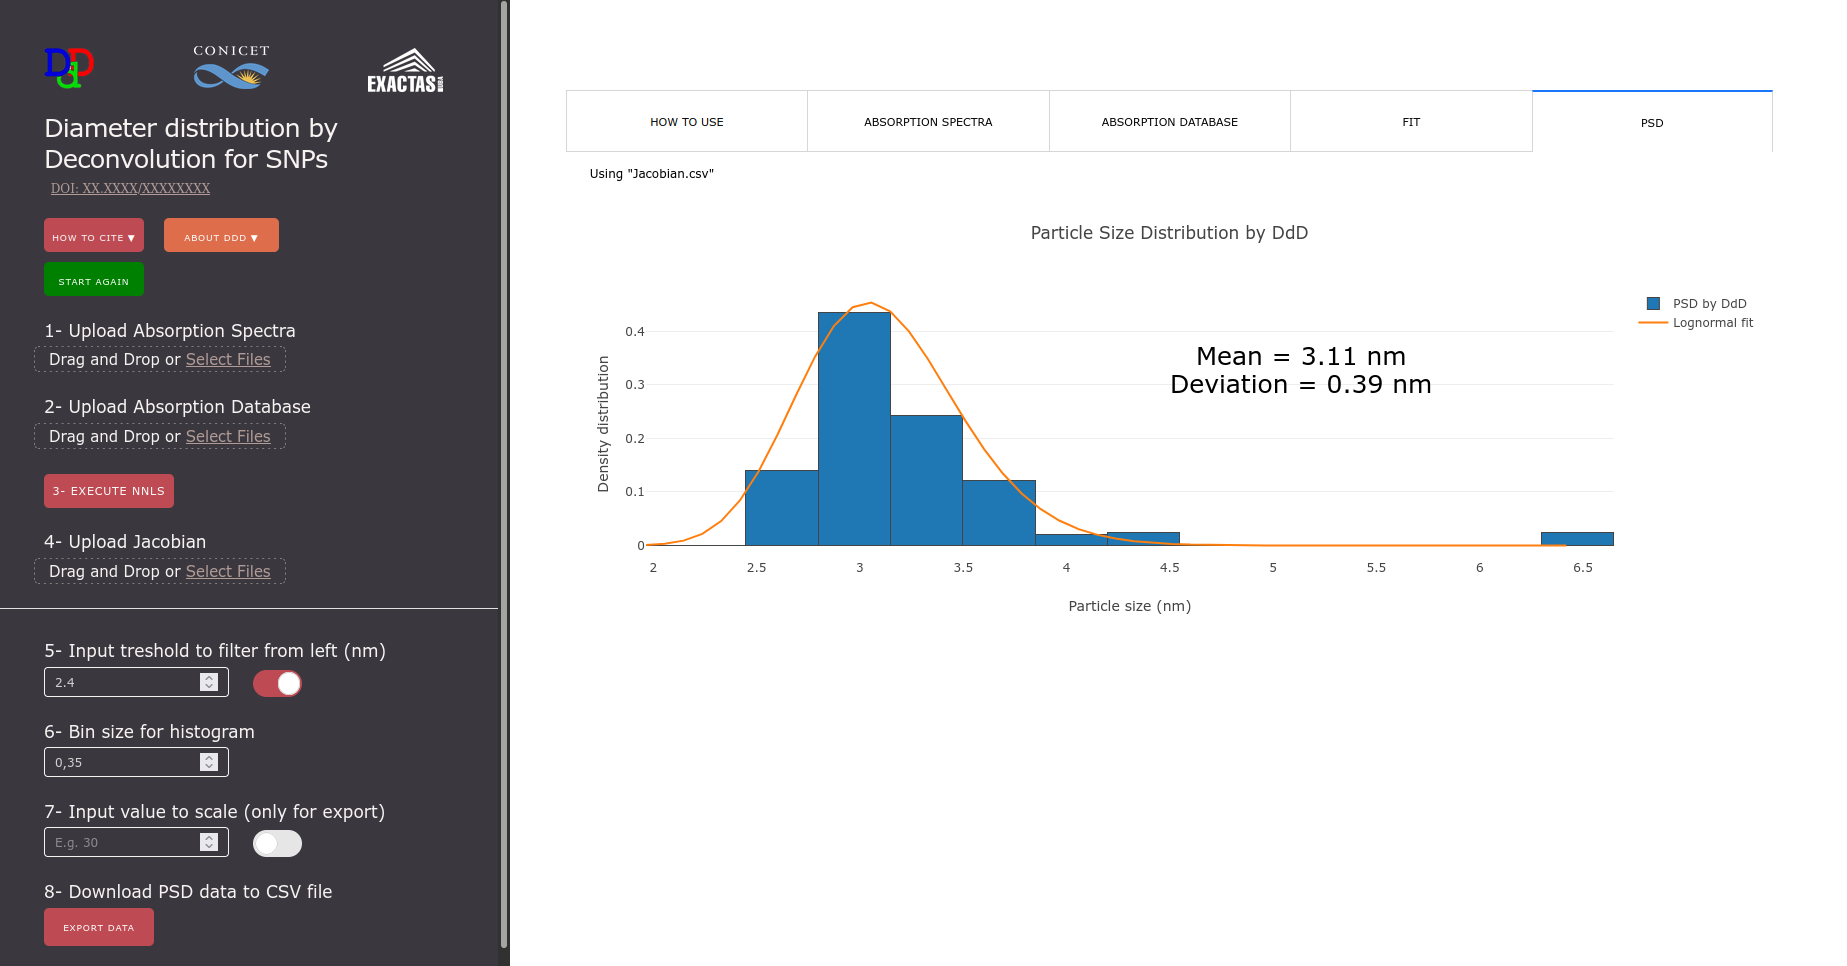 DdD
CONICET
EXACTAS UBA
Diameter distribution by
Deconvolution for SNPs
DOI: XX.XXXX/XXXXXXXX
HOW TO CITE ▼
ABOUT DDD ▼
START AGAIN
1- Upload Absorption Spectra
Drag and Drop or Select Files
2- Upload Absorption Database
Drag and Drop or Select Files
3- EXECUTE NNLS
4- Upload Jacobian
Drag and Drop or Select Files
5- Input treshold to filter from left (nm)
2.4
6- Bin size for histogram
0,35
7- Input value to scale (only for export)
E.g. 30
8- Download PSD data to CSV file
EXPORT DATA
HOW TO USE
ABSORPTION SPECTRA
ABSORPTION DATABASE
FIT
PSD
Using "Jacobian.csv"
Particle Size Distribution by DdD
PSD by DdD
Lognormal fit
Mean = 3.11 nm
Deviation = 0.39 nm
Density distribution
0.4
0.3
0.2
0.1
0
2
2.5
3
3.5
4
4.5
5
5.5
6
6.5
Particle size (nm)